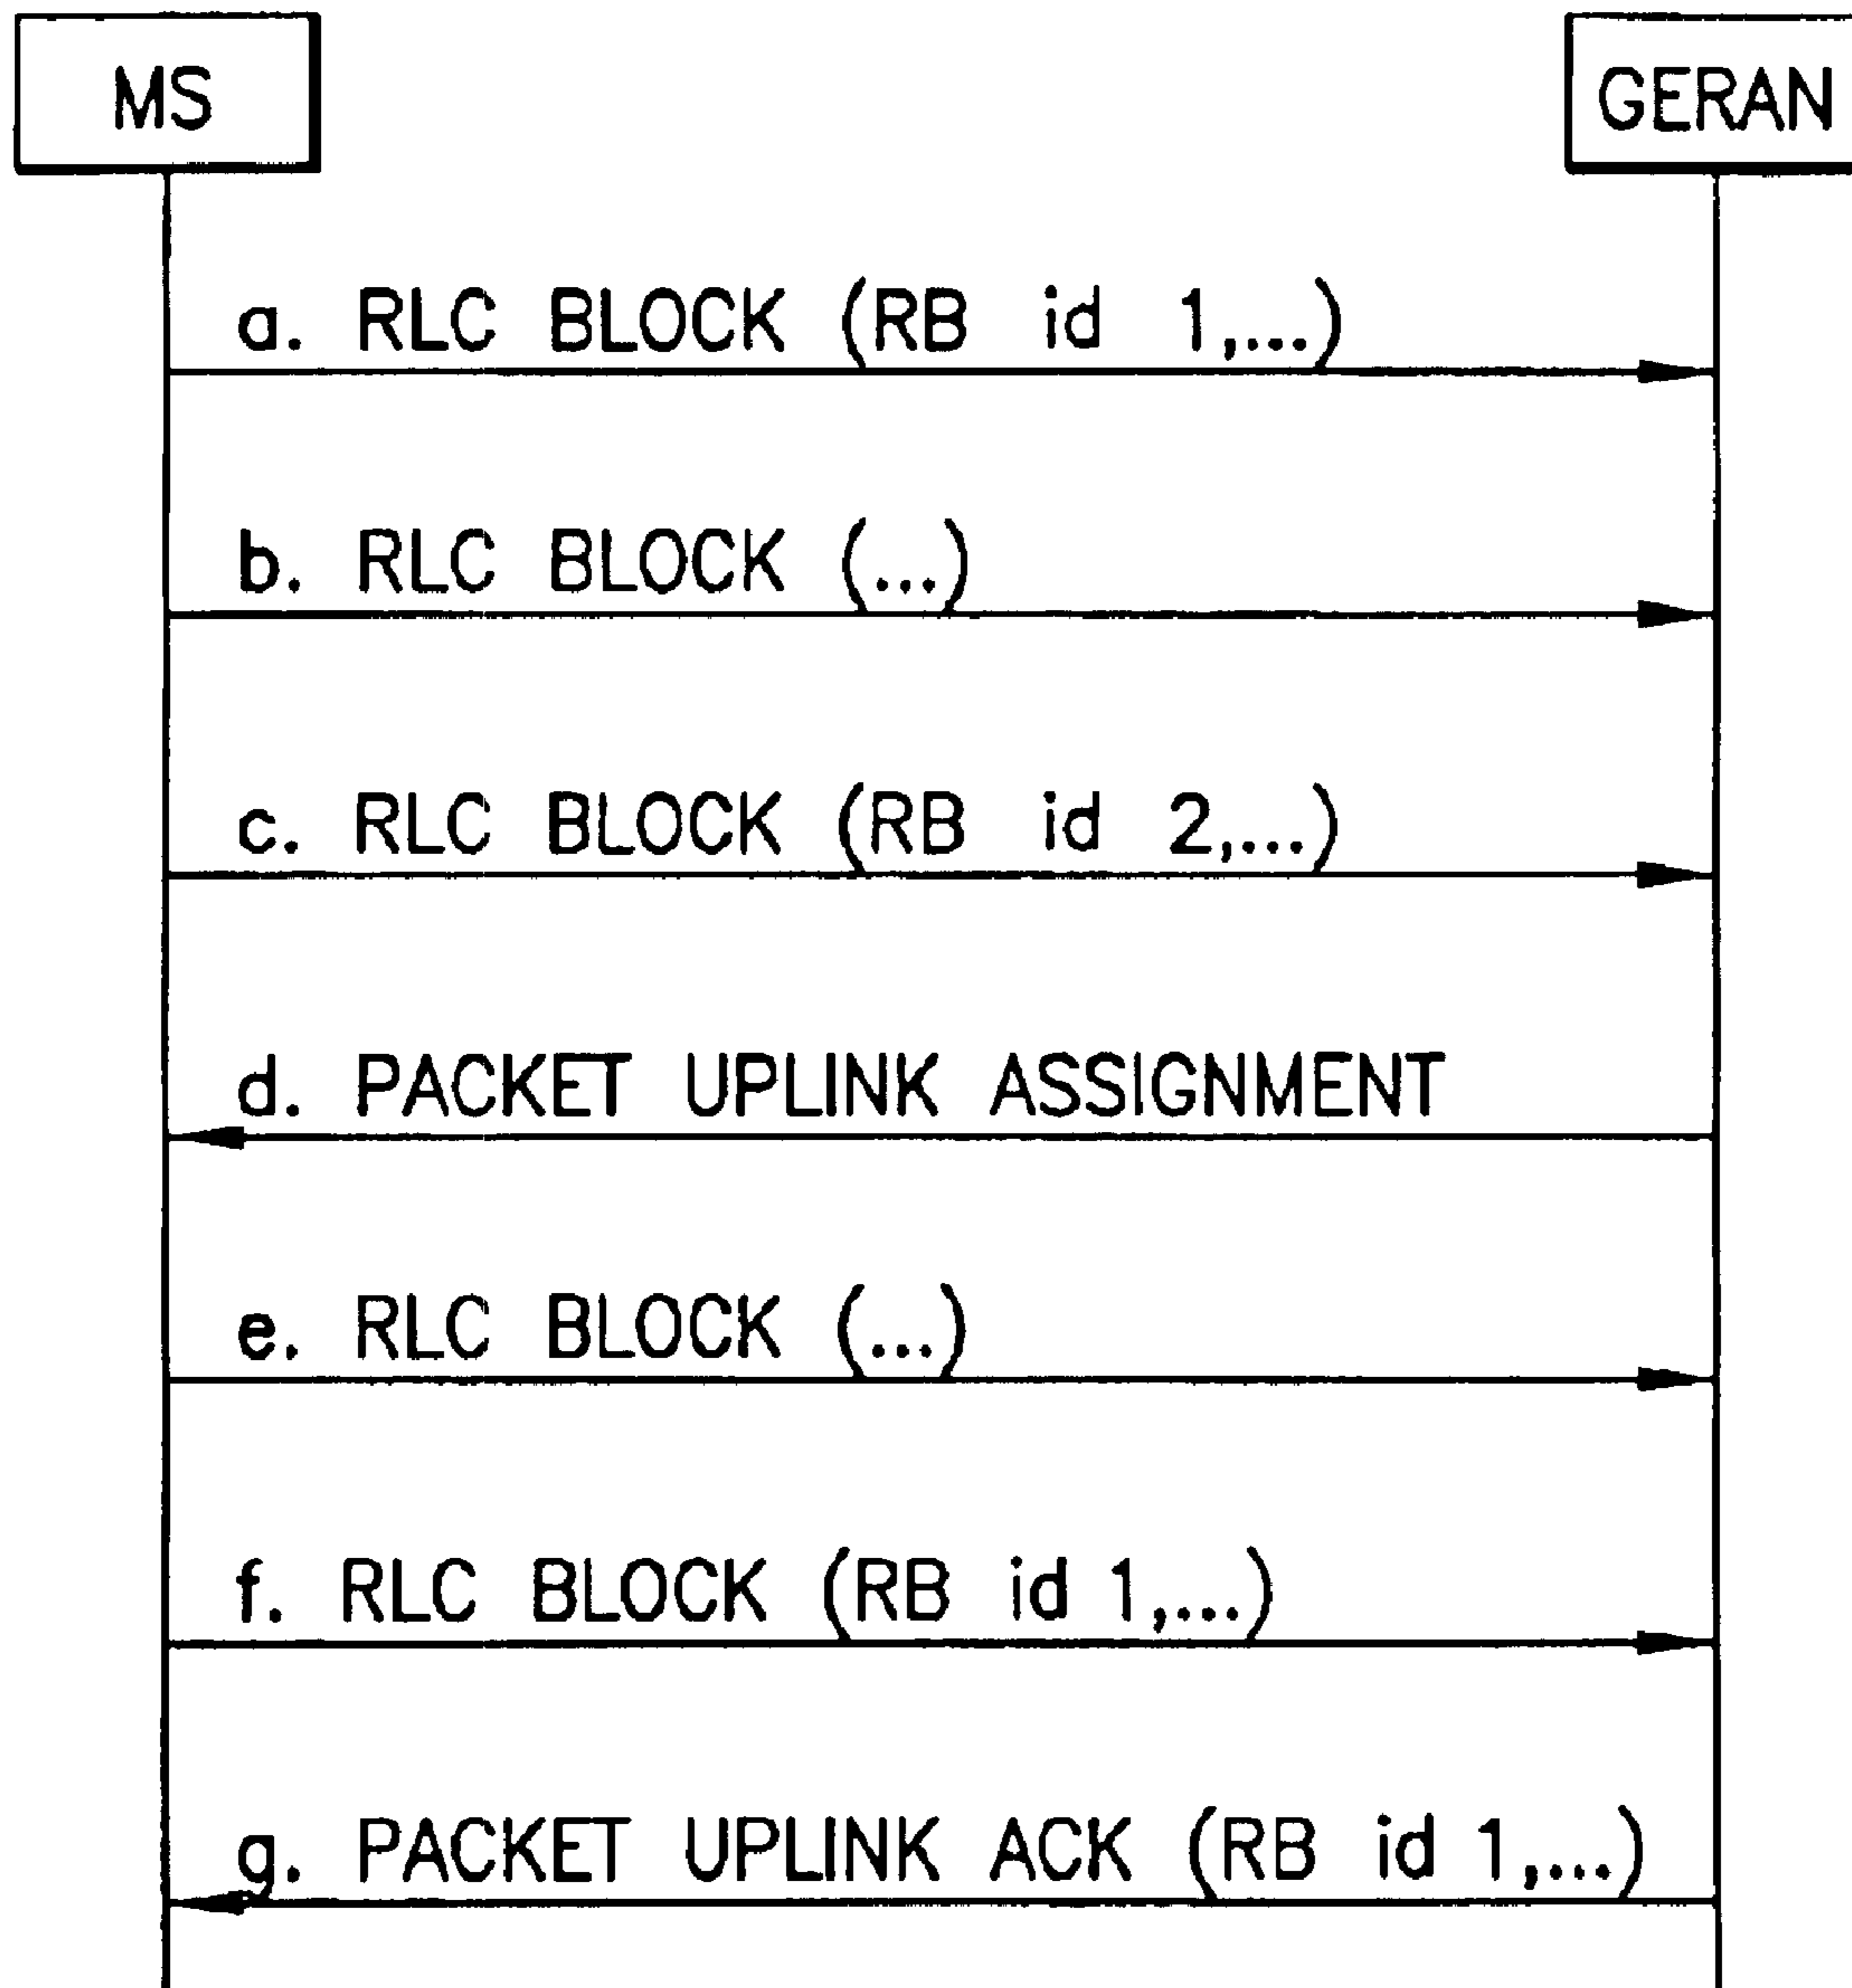 MS
GERAN
a. RLC BLOCK (RB id 1,...)
b. RLC BLOCK (...)
c. RLC BLOCK (RB id 2,...)
d. PACKET UPLINK ASSIGNMENT
e. RLC BLOCK (...)
f. RLC BLOCK (RB id 1,...)
g. PACKET UPLINK ACK (RB id 1,...)